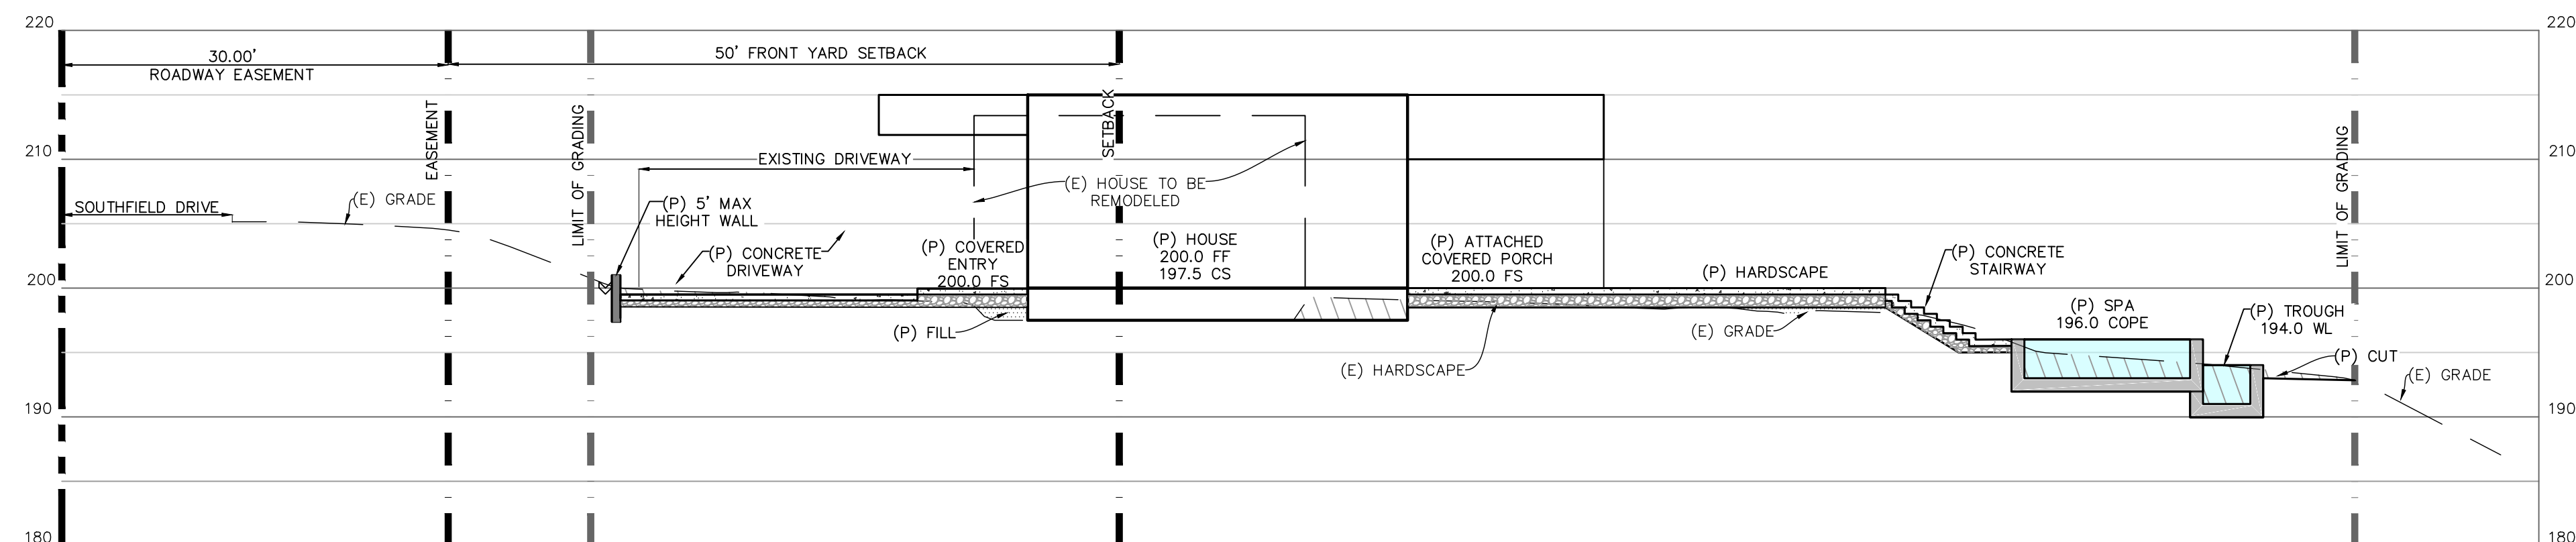 220
220
30.00'
ROADWAY EASEMENT
50' FRONT YARD SETBACK
EASEMENT
LIMIT OF GRADING
SETBACK
LIMIT OF GRADING
210
210
EXISTING DRIVEWAY
(E) HOUSE TO BE
REMODELED
SOUTHFIELD DRIVE
(E) GRADE
(P) 5' MAX
HEIGHT WALL
(P) CONCRETE
DRIVEWAY
(P) COVERED
ENTRY
200.0 FS
(P) HOUSE
200.0 FF
197.5 CS
(P) ATTACHED
COVERED PORCH
200.0 FS
(P) HARDSCAPE
(P) CONCRETE
STAIRWAY
200
200
(P) SPA
196.0 COPE
(P) TROUGH
194.0 WL
(P) FILL
(E) GRADE
(E) HARDSCAPE
(P) CUT
(E) GRADE
190
190
180
180